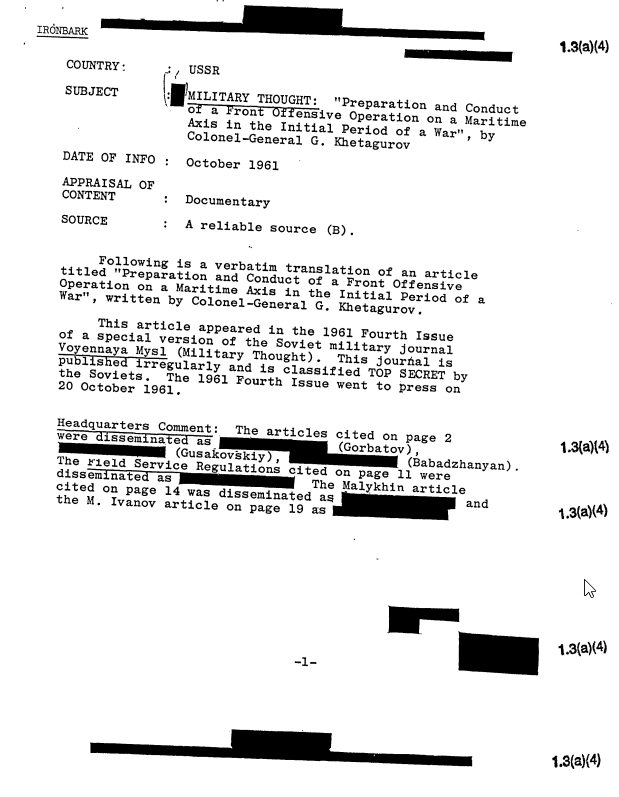 IRONBARK
1.3(a)(4)
COUNTRY : USSR
SUBJECT : MILITARY THOUGHT: "Preparation and Conduct
of a Front Offensive Operation on a Maritime
Axis in the Initial Period of a War", by
Colonel-General G. Khetagurov
DATE OF INFO : October 1961
APPRAISAL OF
CONTENT : Documentary
SOURCE : A reliable source (B).
Following is a verbatim translation of an article
titled "Preparation and Conduct of a Front Offensive
Operation on a Maritime Axis in the Initial Period of a
War", written by Colonel-General G. Khetagurov.
This article appeared in the 1961 Fourth Issue
of a special version of the Soviet military journal
Voyennaya Mysl (Military Thought). This journal is
published irregularly and is classified TOP SECRET by
the Soviets. The 1961 Fourth Issue went to press on
20 October 1961.
Headquarters Comment: The articles cited on page 2
were disseminated as (Gorbatov),
(Gusakovskiy), (Babadzhanyan).
1.3(a)(4)
The Field Service Regulations cited on page 11 were
disseminated as The Malykhin article
cited on page 14 was disseminated as and
the M. Ivanov article on page 19 as
1.3(a)(4)
1.3(a)(4)
-1-
1.3(a)(4)